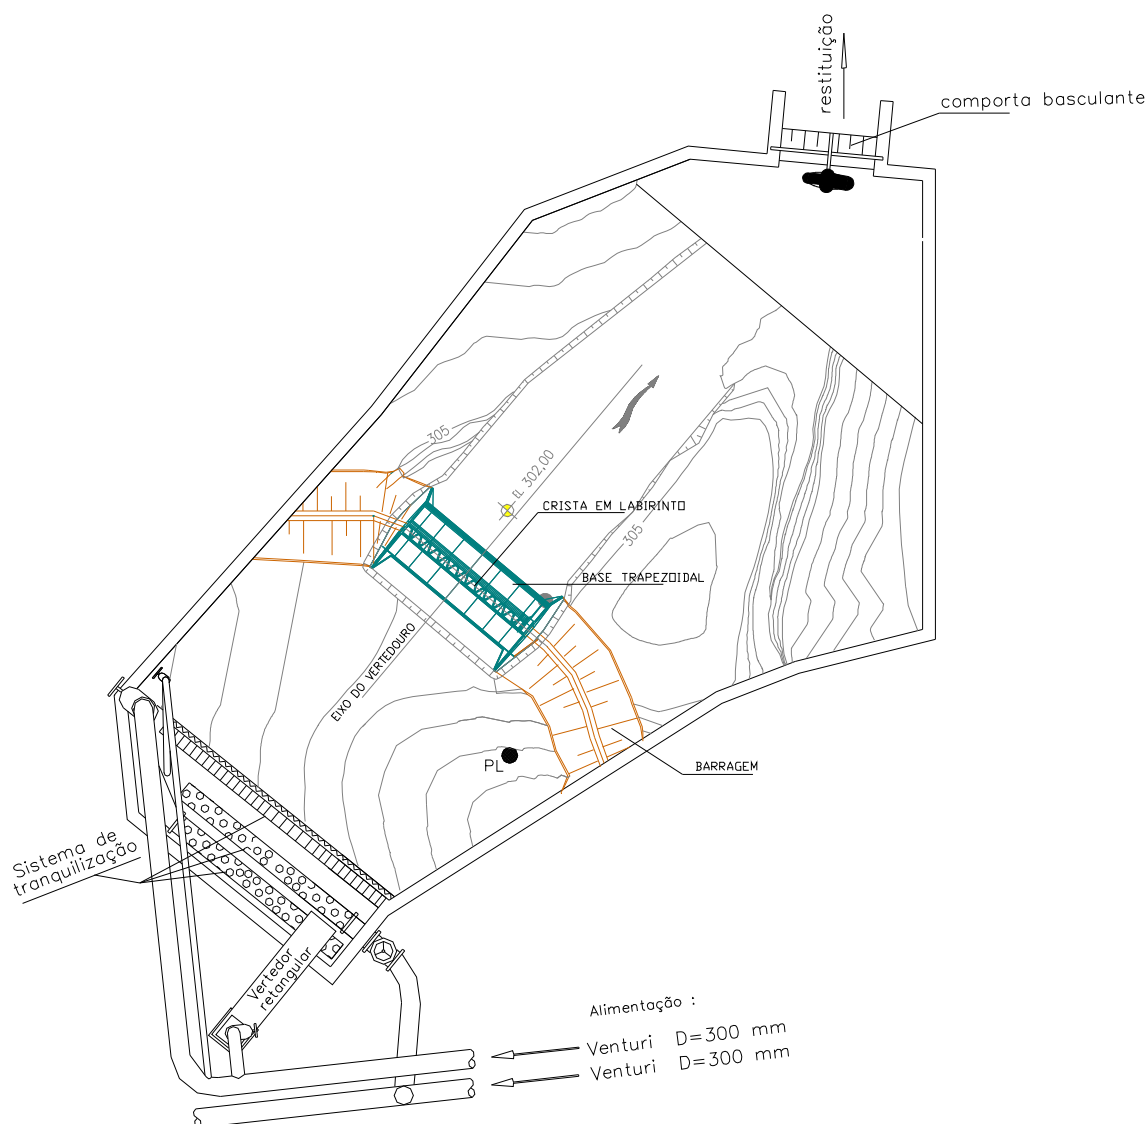 restituição
comporta basculante
305
EL 302,00
CRISTA EM LABIRINTO
305
BASE TRAPEZOIDAL
EIXO DO VERTEDOURO
PL
BARRAGEM
Sistema de
tranquilização
Vertedor
retangular
Alimentação :
Venturi D=300 mm
Venturi D=300 mm